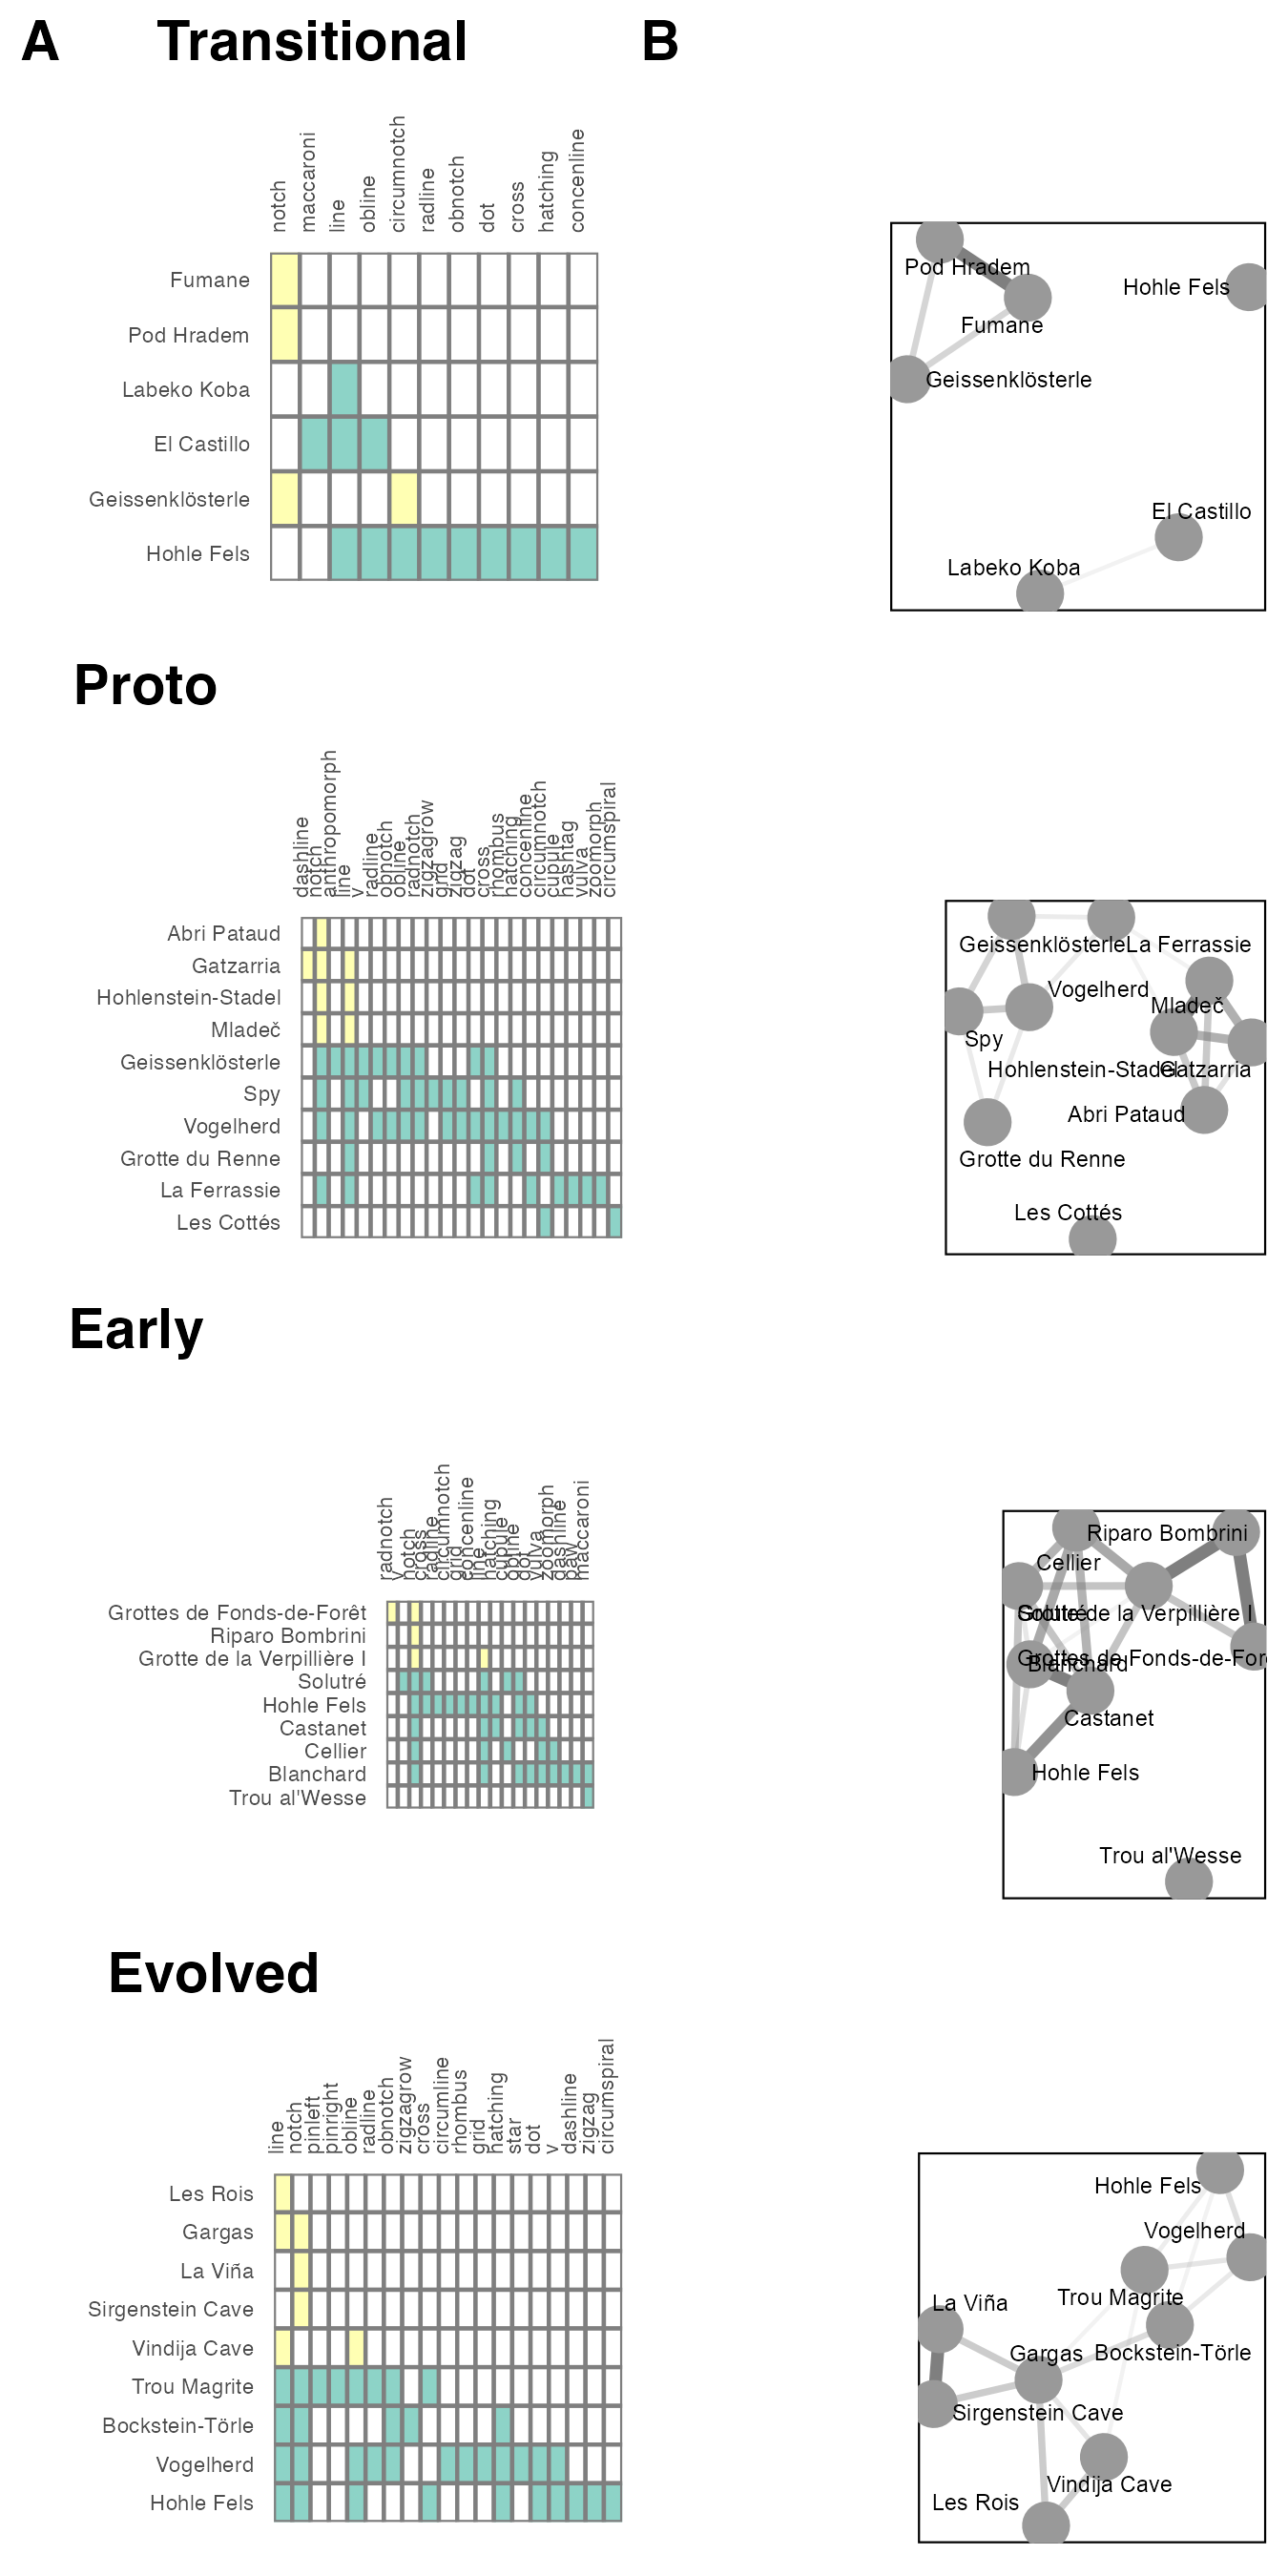 A Transitional B
notch maccaroni line obline circumnotch radline obnotch dot cross hatching concenline
Fumane
Pod Hradem
Labeko Koba
El Castillo
Geissenklösterle
Hohle Fels
Pod Hradem
Hohle Fels
Fumane
Geissenklösterle
El Castillo
Labeko Koba
Proto
dashline notch anthropomorph line v radline obnotch obline radnotch zigzagrow grid zigzag dot cross rhombus hatching concenline circumnotch cupule hashtag vulva zoomorph circumspiral
Abri Pataud
Gatzarria
Hohlenstein-Stadel
Mladeč
Geissenklösterle
Spy
Vogelherd
Grotte du Renne
La Ferrassie
Les Cottés
Geissenklösterle La Ferrassie
Vogelherd
Mladeč
Spy
Hohlenstein-Stadel Gatzarria
Abri Pataud
Grotte du Renne
Les Cottés
Early
radnotch v notch cross radline circumnotch grid concenline line hatching cupule obline dot vulva zoomorph dashline paw maccaroni
Grottes de Fonds-de-Forêt
Riparo Bombrini
Grotte de la Verpillière I
Solutré
Hohle Fels
Castanet
Cellier
Blanchard
Trou al'Wesse
Riparo Bombrini
Cellier
Solutré Grotte de la Verpillière I
Grottes de Fonds-de-For
Blanchard
Castanet
Hohle Fels
Trou al'Wesse
Evolved
line notch pinleft pinright obline radline obnotch zigzagrow cross circumline rhombus grid hatching star dot v dashline zigzag circumspiral
Les Rois
Gargas
La Viña
Sirgenstein Cave
Vindija Cave
Trou Magrite
Bockstein-Törle
Vogelherd
Hohle Fels
Hohle Fels
Vogelherd
Trou Magrite
La Viña
Gargas Bockstein-Törle
Sirgenstein Cave
Vindija Cave
Les Rois